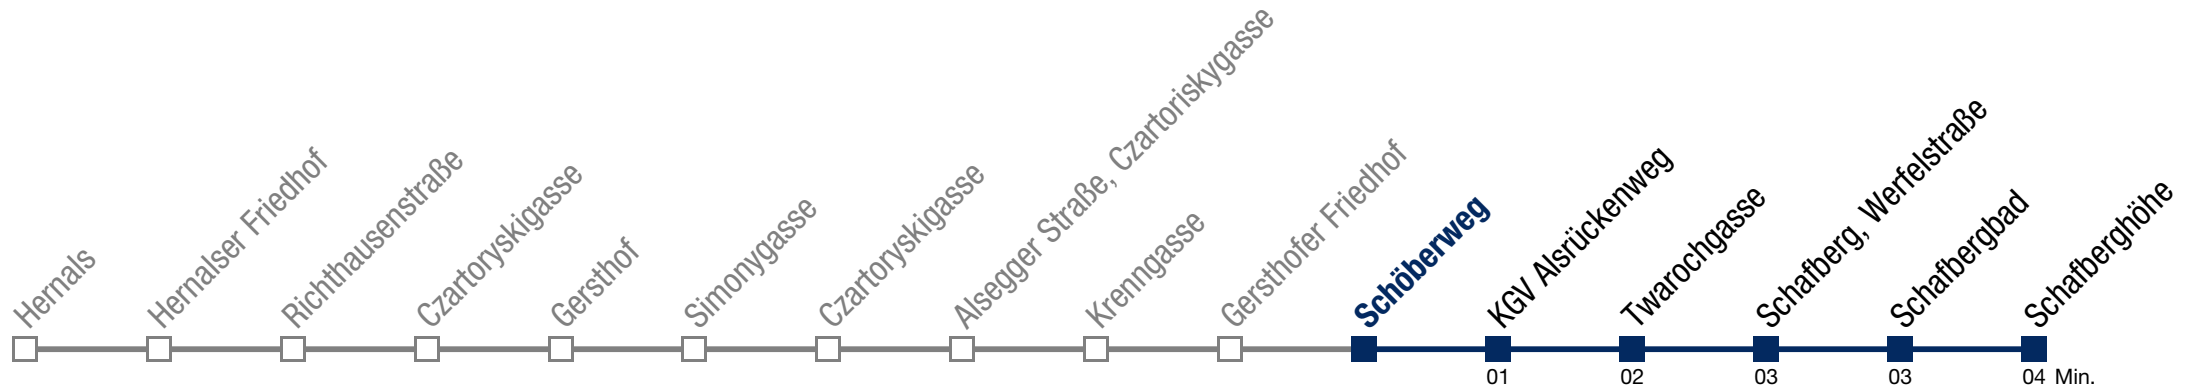 Hernals
Hernalser Friedhof
Richthausenstraße
Czartoryskigasse
Gersthof
Simonygasse
Czartoryskigasse
Alsegger Straße, Czartoriskygasse
Krenngasse
Gersthofer Friedhof
Schöberweg
KGV Alsrückenweg
Twarochgasse
Schafberg, Werfelstraße
Schafbergbad
Schafberghöhe
01 02 03 03 04 Min.